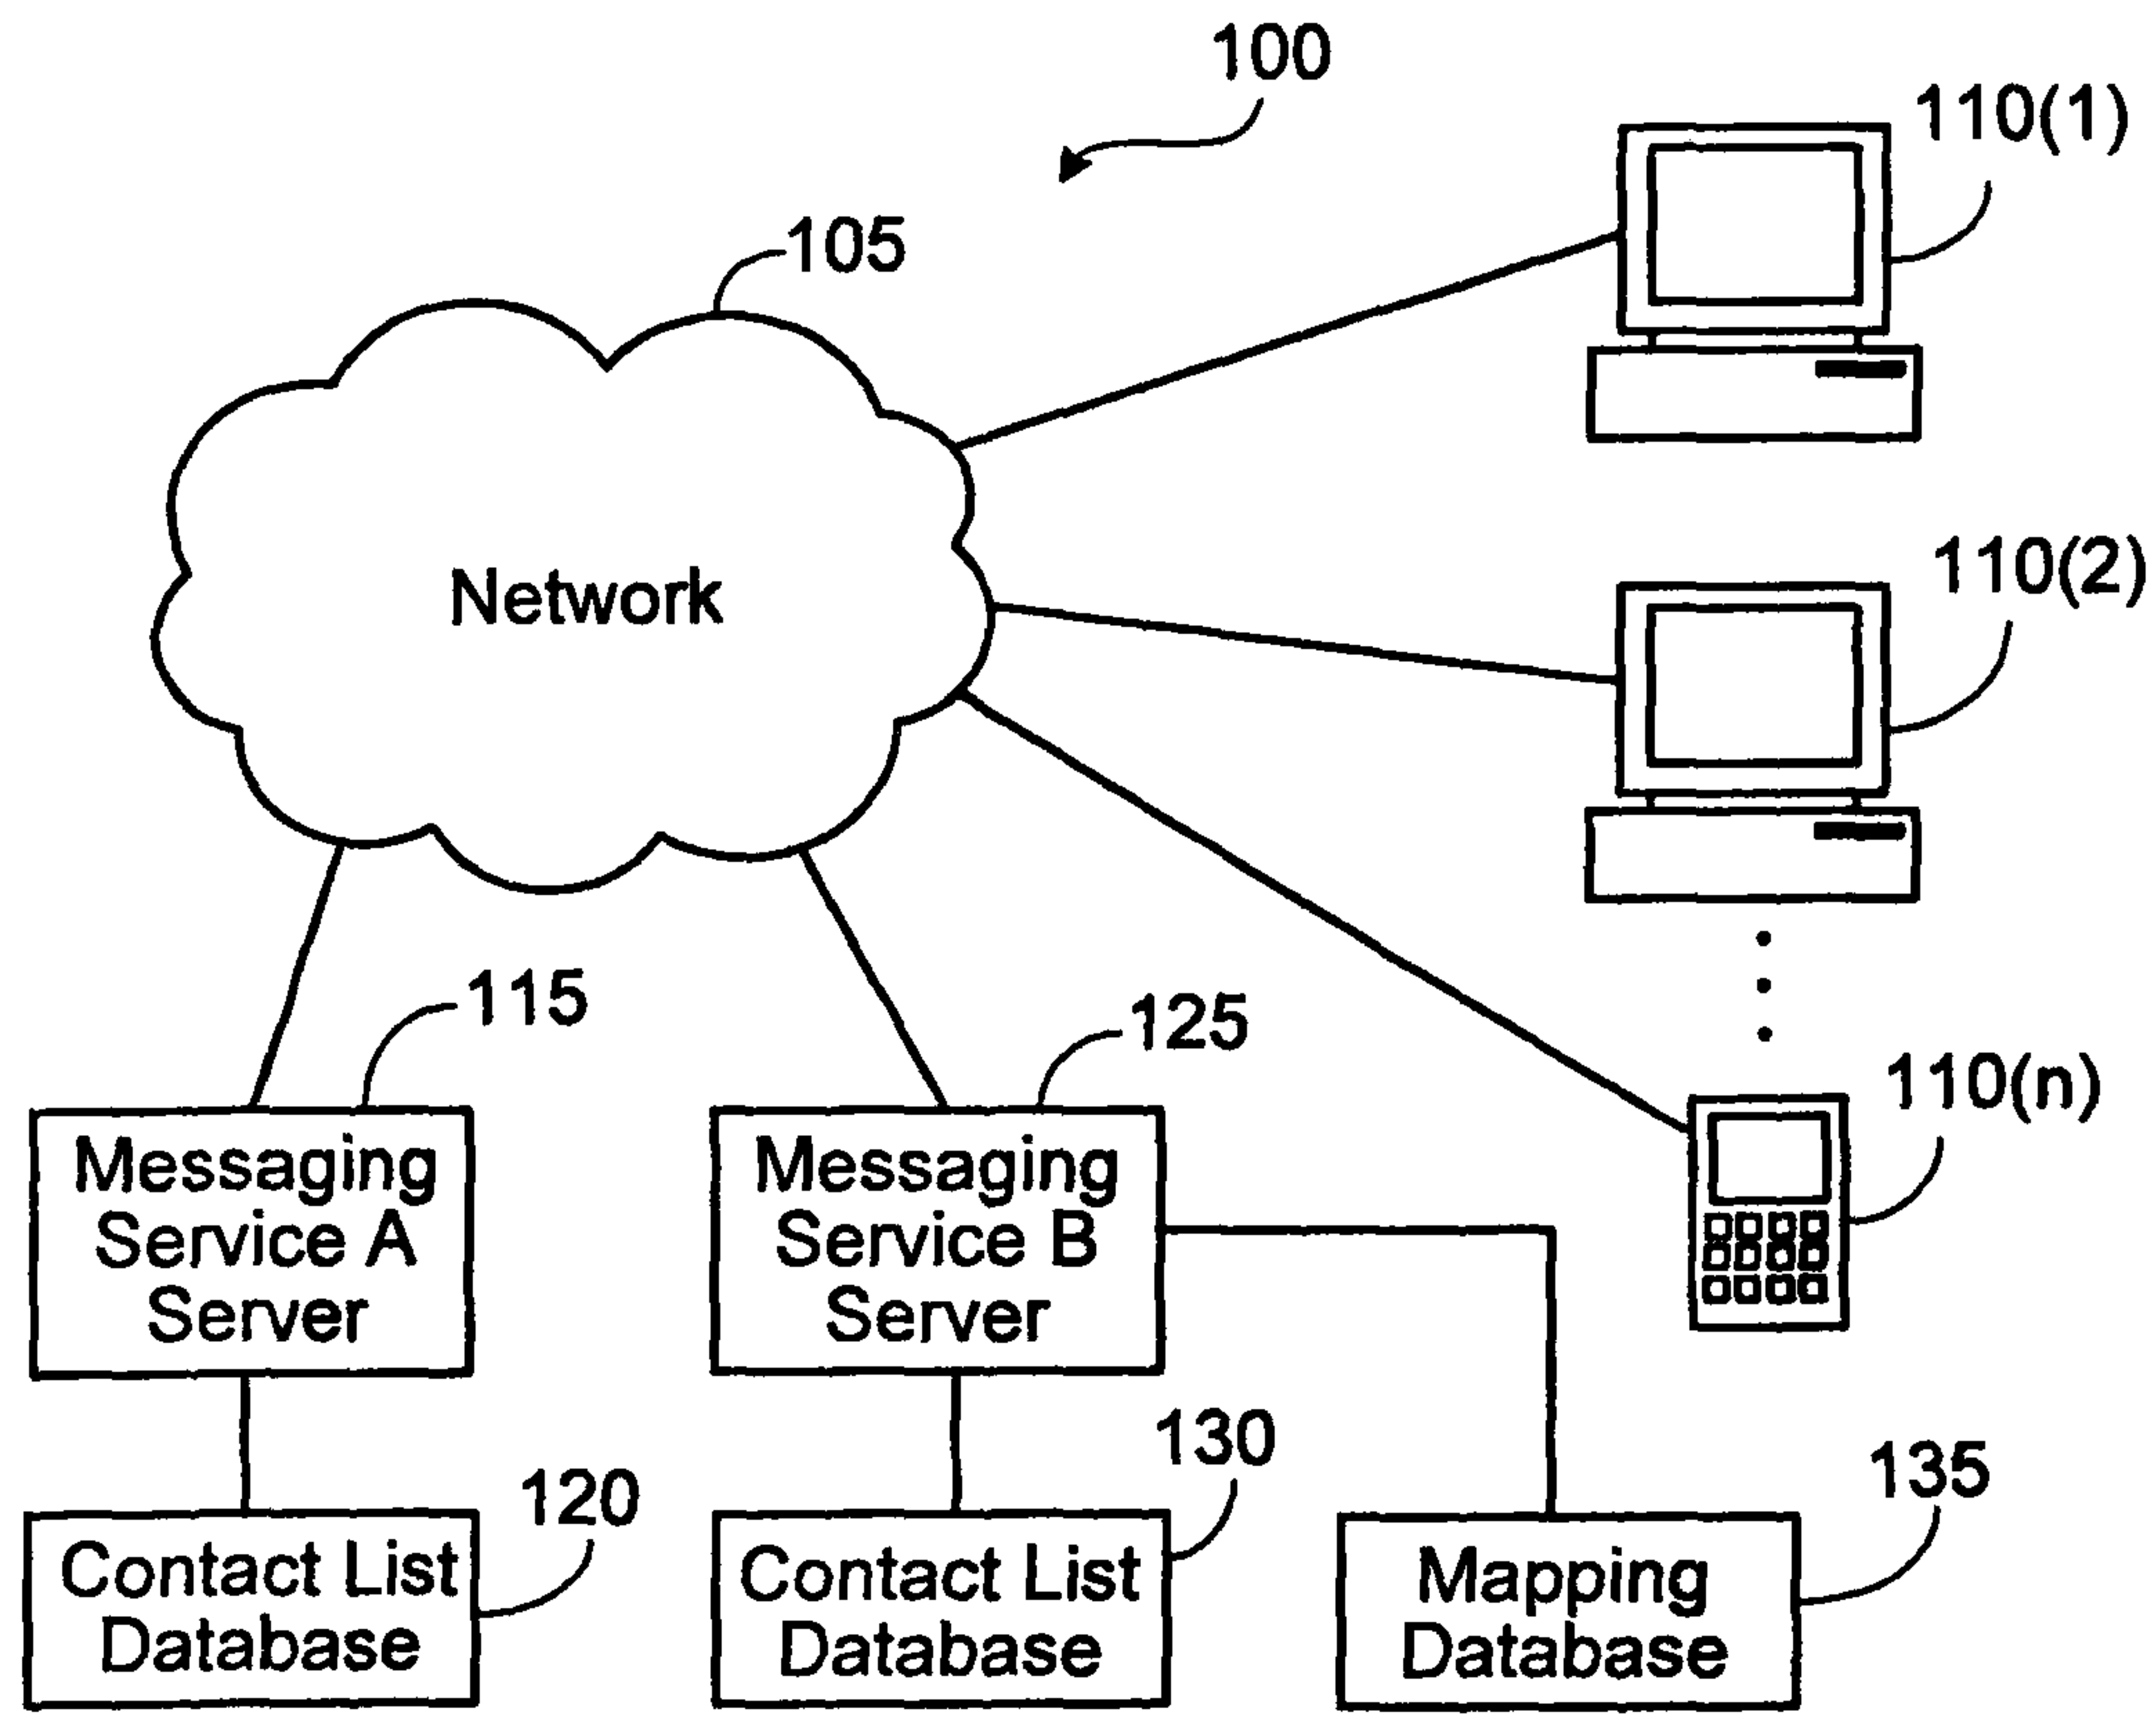 100
110(1)
105
Network
110(2)
115
125
110(n)
Messaging
Service A
Server
Messaging
Service B
Server
120
130
135
Contact List
Database
Contact List
Database
Mapping
Database